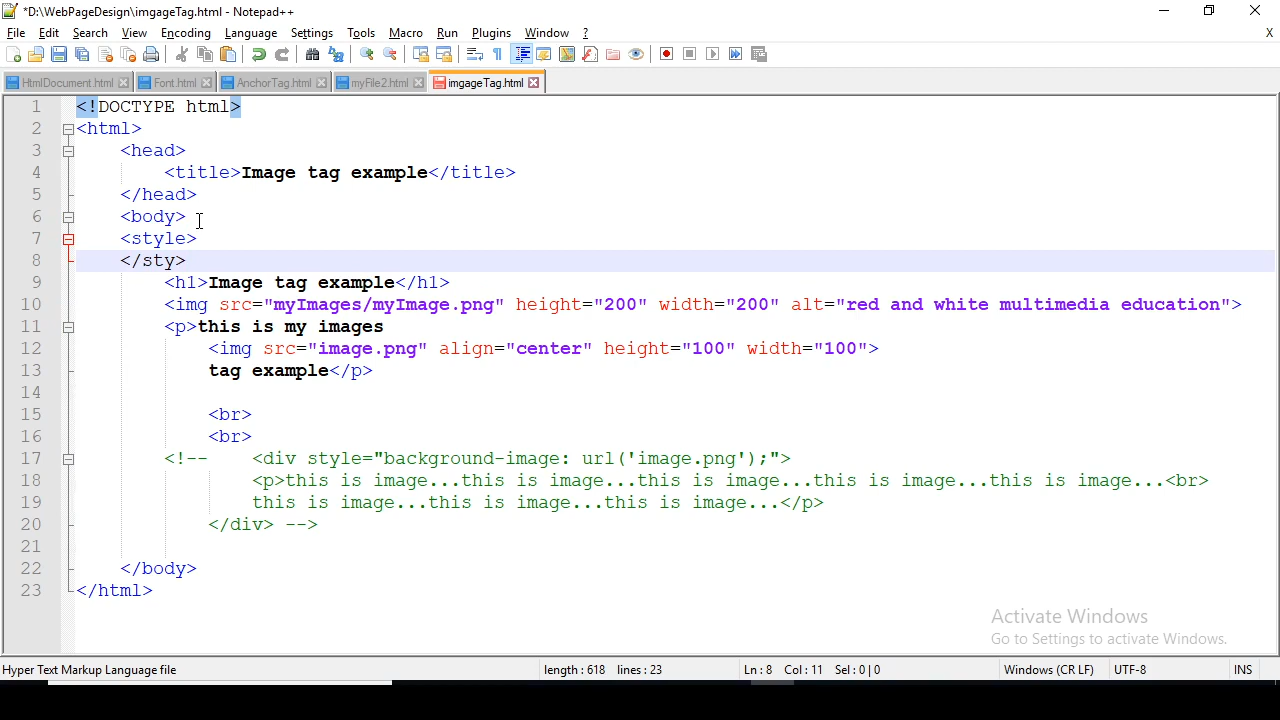 *D:\WebPageDesign\imgageTag.html - Notepad++
File Edit Search View Encoding Language Settings Tools Macro Run Plugins Window ? X
HtmlDocument.html Font.html AnchorTag.html myFile2.html imgageTag.html
1 <!DOCTYPE html>
2 <html>
3 <head>
4 <title>Image tag example</title>
5 </head>
6 <body>
7 <style>
8 </sty>
9 <h1>Image tag example</h1>
10 <img src="myImages/myImage.png" height="200" width="200" alt="red and white multimedia education">
11 <p>this is my images
12 <img src="image.png" align="center" height="100" width="100">
13 tag example</p>
14
15 <br>
16 <br>
17 <!-- <div style="background-image: url('image.png');">
18 <p>this is image...this is image...this is image...this is image...this is image...<br>
19 this is image...this is image...this is image...</p>
20 </div> -->
21
22 </body>
23 </html>
Activate Windows
Go to Settings to activate Windows.
Hyper Text Markup Language file length : 618 lines : 23 Ln : 8 Col : 11 Sel : 0 | 0 Windows (CR LF) UTF-8 INS